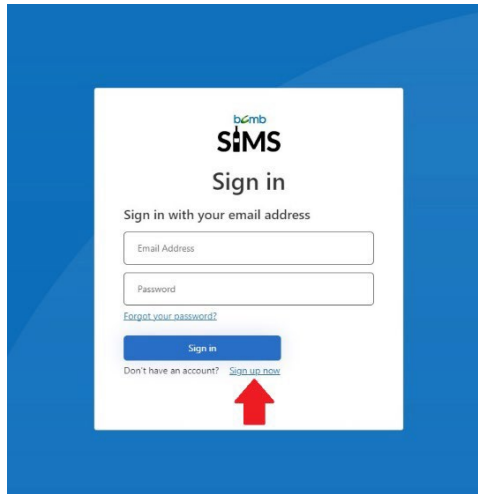 bomb
SiMS
Sign in
Sign in with your email address
Email Address
Password
Forgot your password?
Sign in
Don't have an account? Sign up now